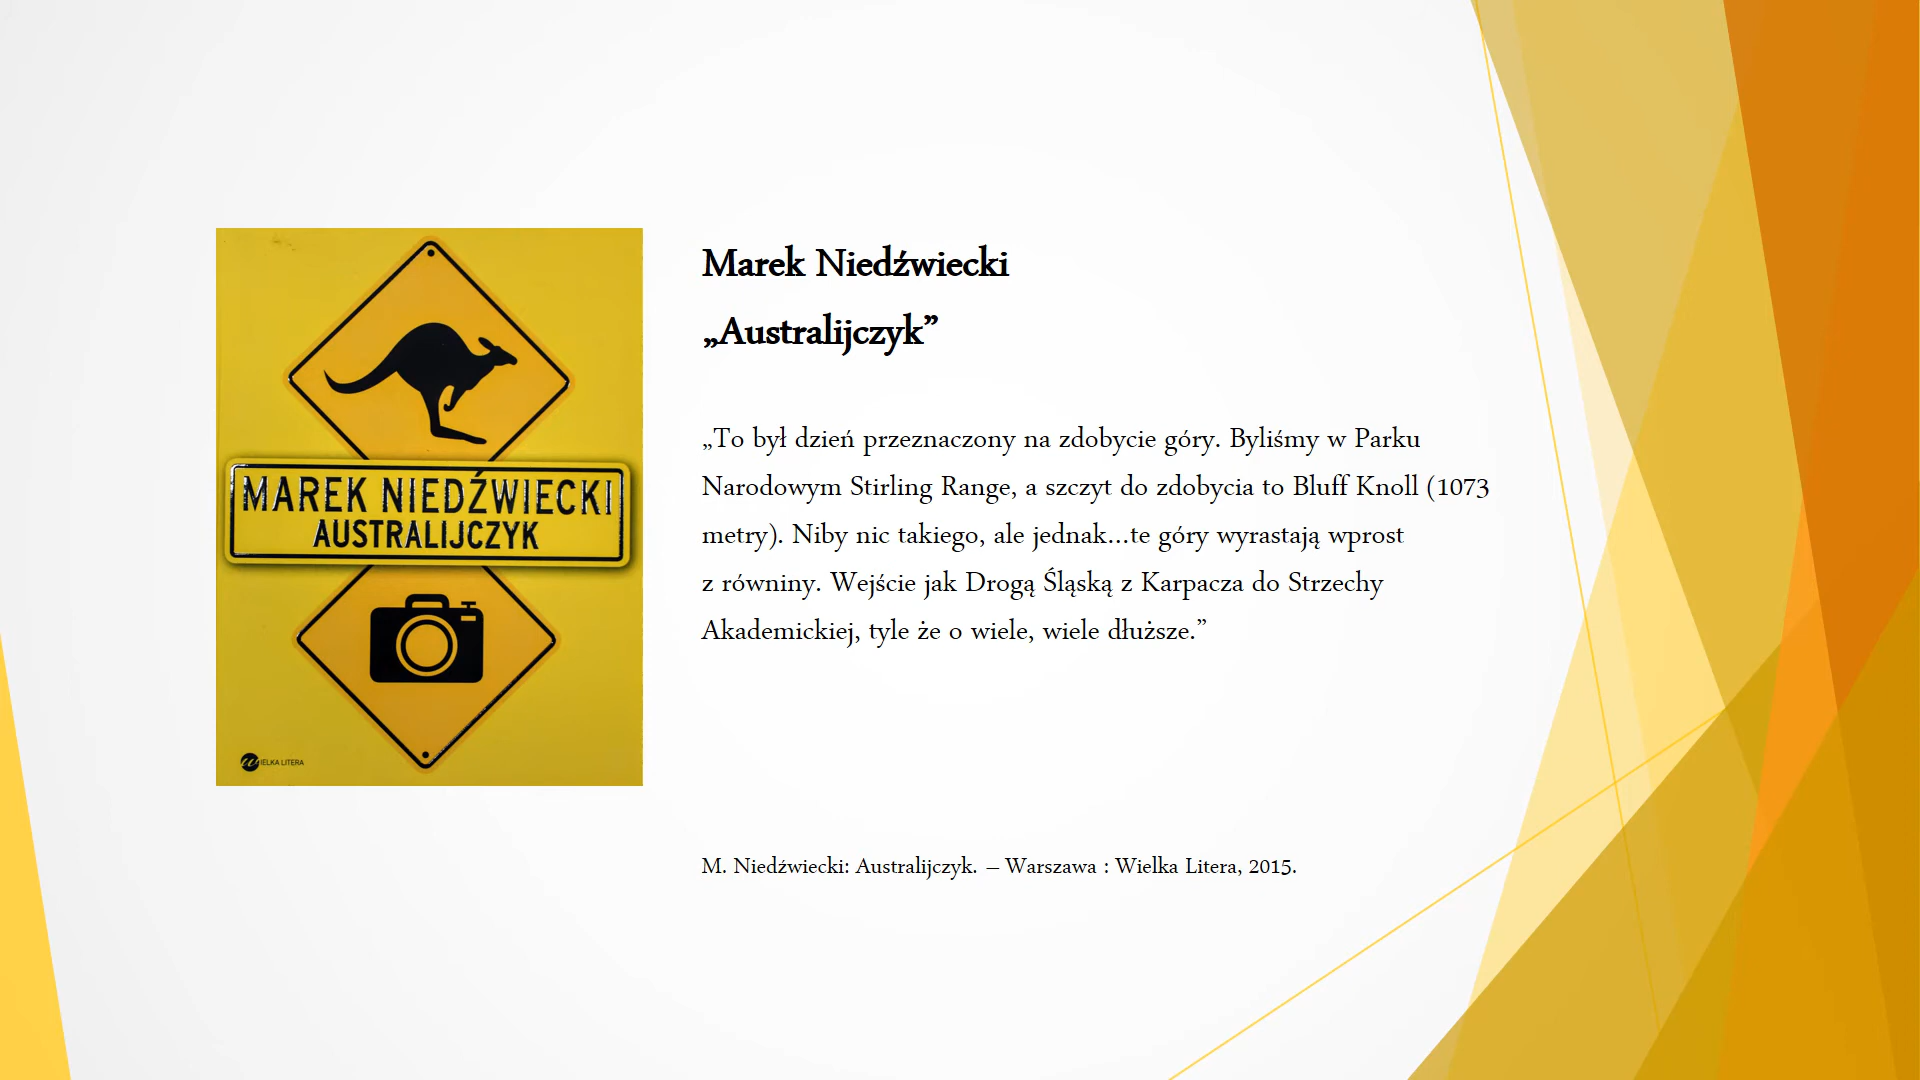 MAREK NIEDŹWIECKI
AUSTRALIJCZYK
WIELKA LITERA
Marek Niedźwiecki
„Australijczyk”
„To był dzień przeznaczony na zdobycie góry. Byliśmy w Parku
Narodowym Stirling Range, a szczyt do zdobycia to Bluff Knoll (1073
metry). Niby nic takiego, ale jednak...te góry wyrastają wprost
z równiny. Wejście jak Drogą Śląską z Karpacza do Strzechy
Akademickiej, tyle że o wiele, wiele dłuższe.”
M. Niedźwiecki: Australijczyk. – Warszawa : Wielka Litera, 2015.